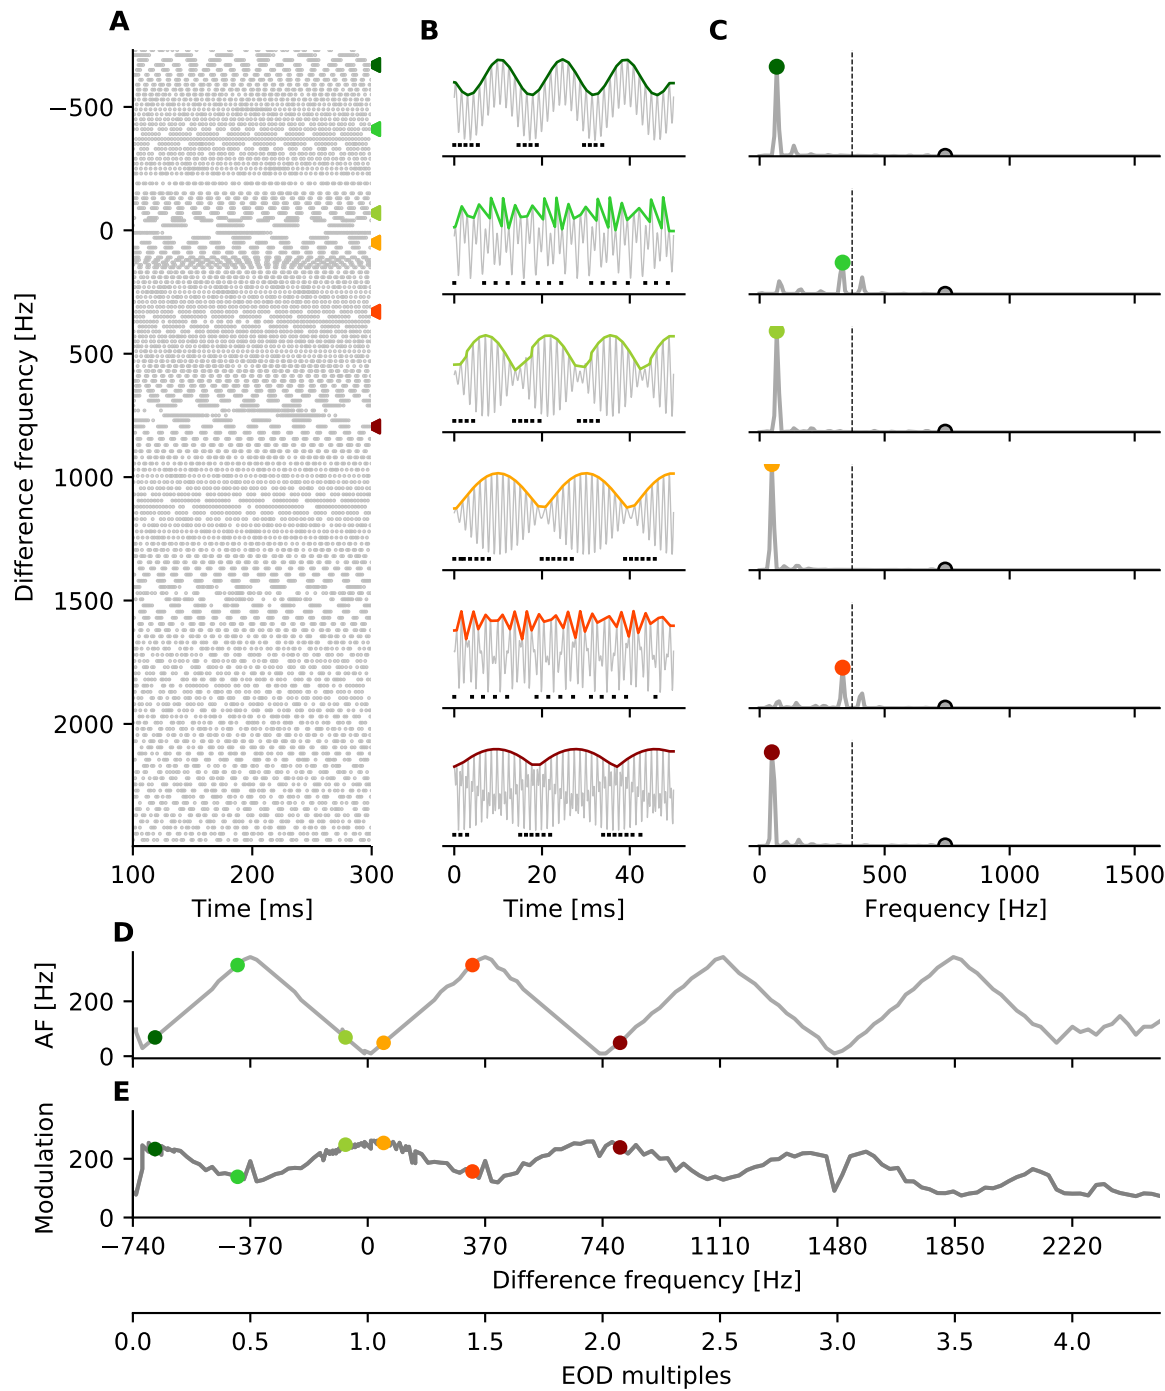 A
B
C
Difference frequency [Hz]
−500
0
500
1000
1500
2000
100
200
300
0
20
40
0
500
1000
1500
Time [ms]
Time [ms]
Frequency [Hz]
D
AF [Hz]
200
0
E
Modulation
200
0
−740
−370
0
370
740
1110
1480
1850
2220
Difference frequency [Hz]
0.0
0.5
1.0
1.5
2.0
2.5
3.0
3.5
4.0
EOD multiples